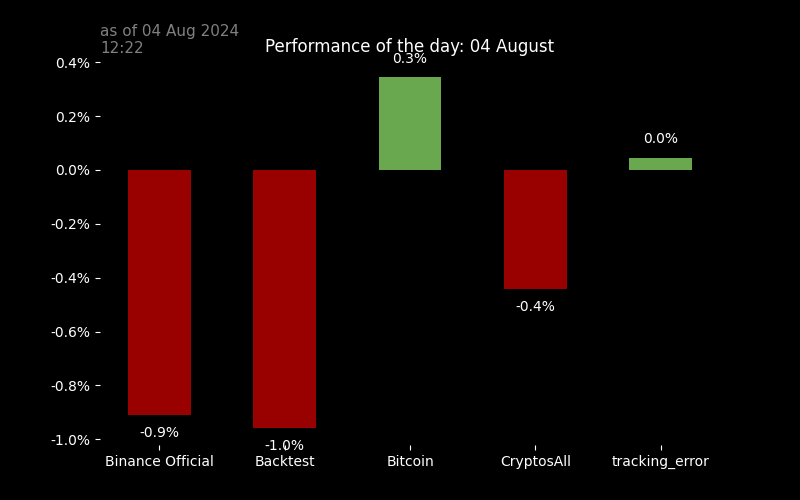 as of 04 Aug 2024
12:22
Performance of the day: 04 August
0.4%
0.2%
0.0%
-0.2%
-0.4%
-0.6%
-0.8%
-1.0%
-0.9%
-1.0%
0.3%
-0.4%
0.0%
Binance Official
Backtest
Bitcoin
CryptosAll
tracking_error